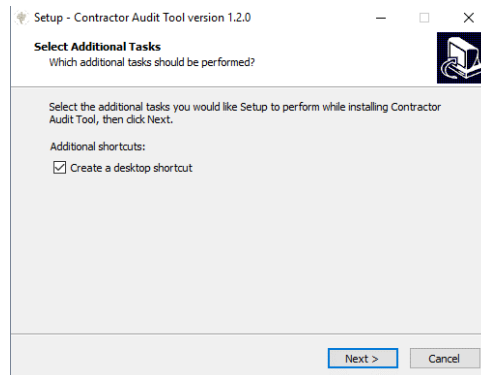 Setup - Contractor Audit Tool version 1.2.0
Select Additional Tasks
Which additional tasks should be performed?
Select the additional tasks you would like Setup to perform while installing Contractor
Audit Tool, then click Next.
Additional shortcuts:
Create a desktop shortcut
Next >
Cancel